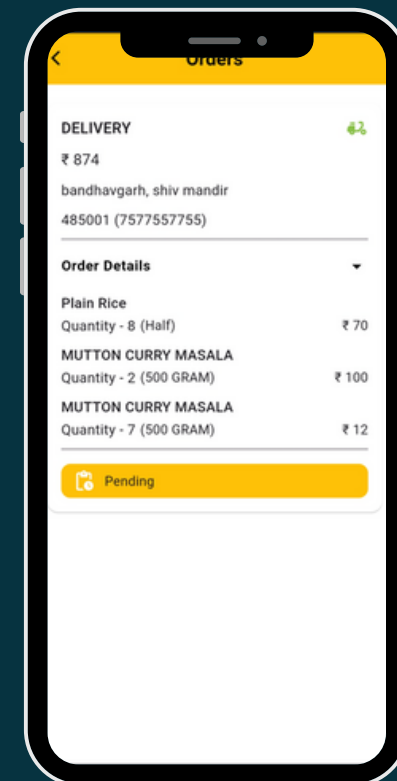 Orders
DELIVERY
₹ 874
bandhavgarh, shiv mandir
485001 (7577557755)
Order Details
Plain Rice
Quantity - 8 (Half) ₹ 70
MUTTON CURRY MASALA
Quantity - 2 (500 GRAM) ₹ 100
MUTTON CURRY MASALA
Quantity - 7 (500 GRAM) ₹ 12
Pending